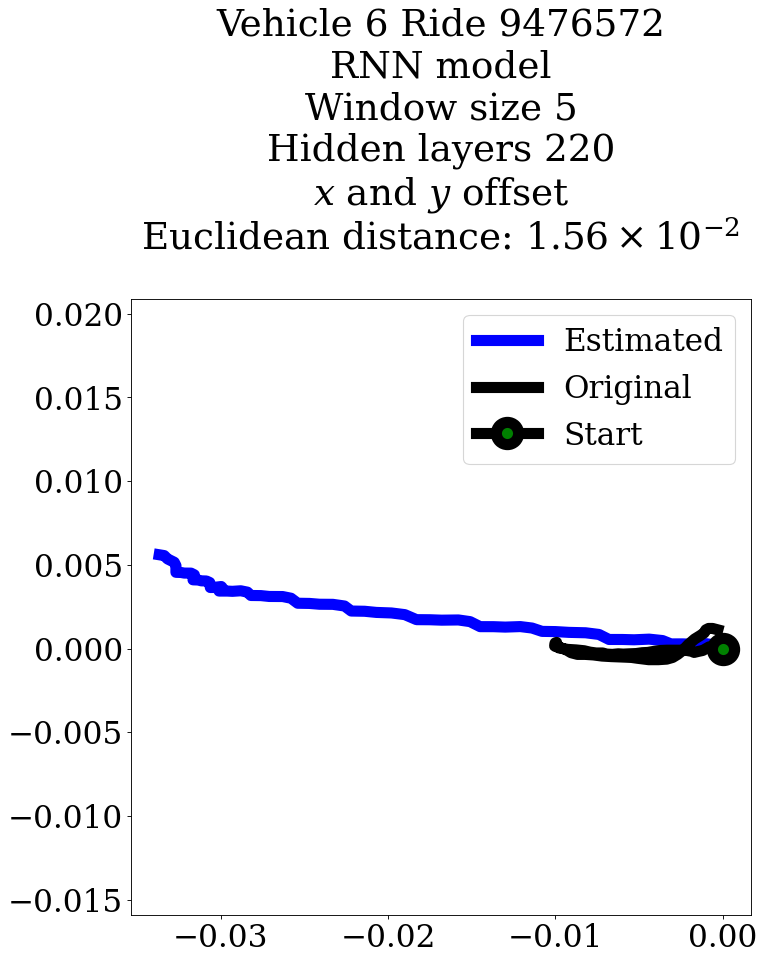 Vehicle 6 Ride 9476572
RNN model
Window size 5
Hidden layers 220
x and y offset
Euclidean distance: 1.56 × 10⁻²
0.020
0.015
0.010
0.005
0.000
−0.005
−0.010
−0.015
Estimated
Original
Start
−0.03
−0.02
−0.01
0.00